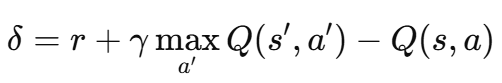 δ = r + γ max_{a′} Q(s′, a′) − Q(s, a)